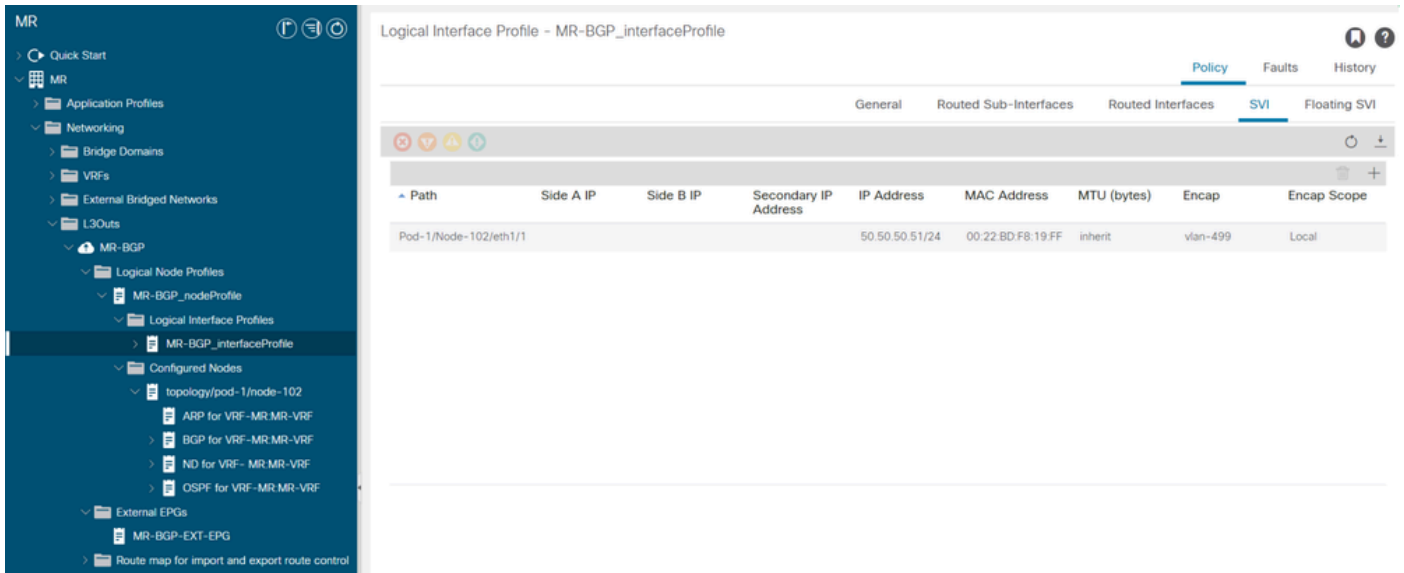 MR
Quick Start
MR
Application Profiles
Networking
Bridge Domains
VRFs
External Bridged Networks
L3Outs
MR-BGP
Logical Node Profiles
MR-BGP_nodeProfile
Logical Interface Profiles
MR-BGP_interfaceProfile
Configured Nodes
topology/pod-1/node-102
ARP for VRF-MR:MR-VRF
BGP for VRF-MR:MR-VRF
ND for VRF- MR:MR-VRF
OSPF for VRF-MR:MR-VRF
External EPGs
MR-BGP-EXT-EPG
Route map for import and export route control
Logical Interface Profile - MR-BGP_interfaceProfile
Policy Faults History
General Routed Sub-Interfaces Routed Interfaces SVI Floating SVI
Path Side A IP Side B IP Secondary IP Address IP Address MAC Address MTU (bytes) Encap Encap Scope
Pod-1/Node-102/eth1/1 50.50.50.51/24 00:22:BD:F8:19:FF inherit vlan-499 Local